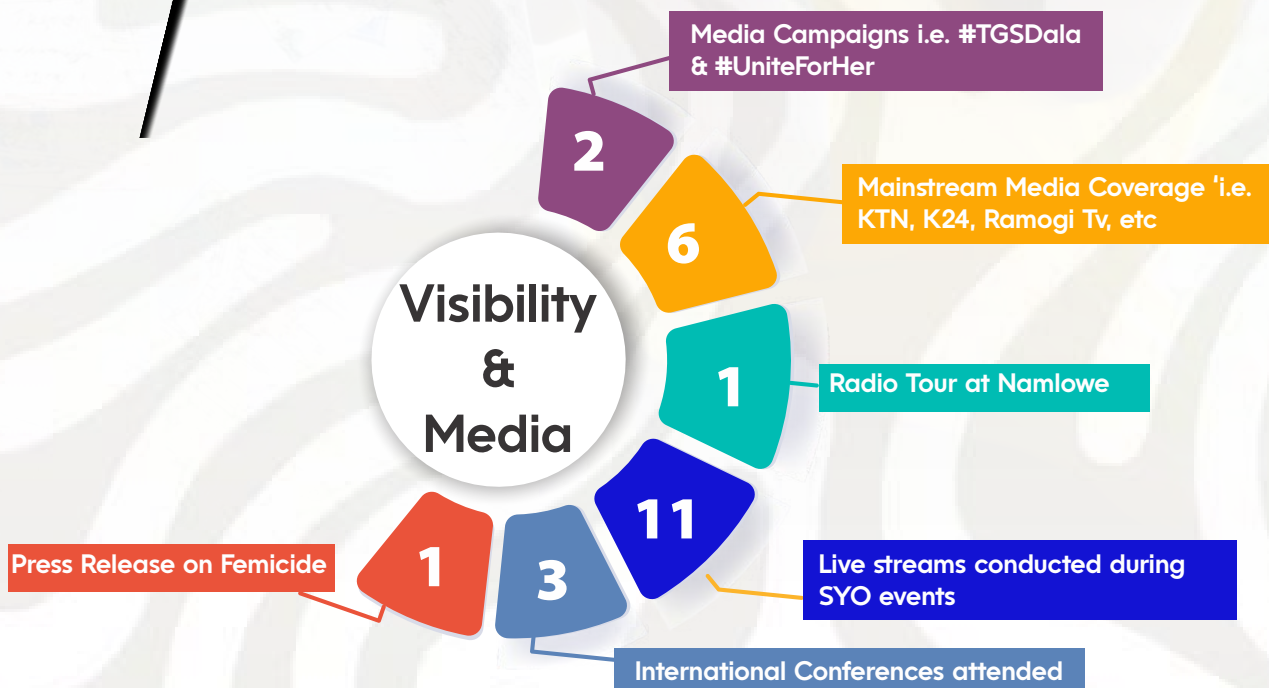 Media Campaigns i.e. #TGSDala
& #UniteForHer
2
Mainstream Media Coverage 'i.e.
KTN, K24, Ramogi Tv, etc
6
Visibility
&
Media
1
Radio Tour at Namlowe
11
Live streams conducted during
SYO events
Press Release on Femicide
1
3
International Conferences attended